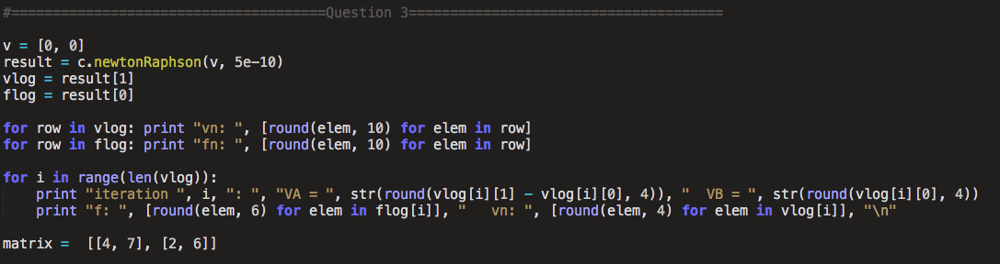 #======================================Question 3======================================
v = [0, 0]
result = c.newtonRaphson(v, 5e-10)
vlog = result[1]
flog = result[0]
for row in vlog: print "vn: ", [round(elem, 10) for elem in row]
for row in flog: print "fn: ", [round(elem, 10) for elem in row]
for i in range(len(vlog)):
    print "iteration ", i, ": ", "VA = ", str(round(vlog[i][1] - vlog[i][0], 4)), "  VB = ", str(round(vlog[i][0], 4))
    print "f: ", [round(elem, 6) for elem in flog[i]], "   vn: ", [round(elem, 4) for elem in vlog[i]], "\n"
matrix =  [[4, 7], [2, 6]]